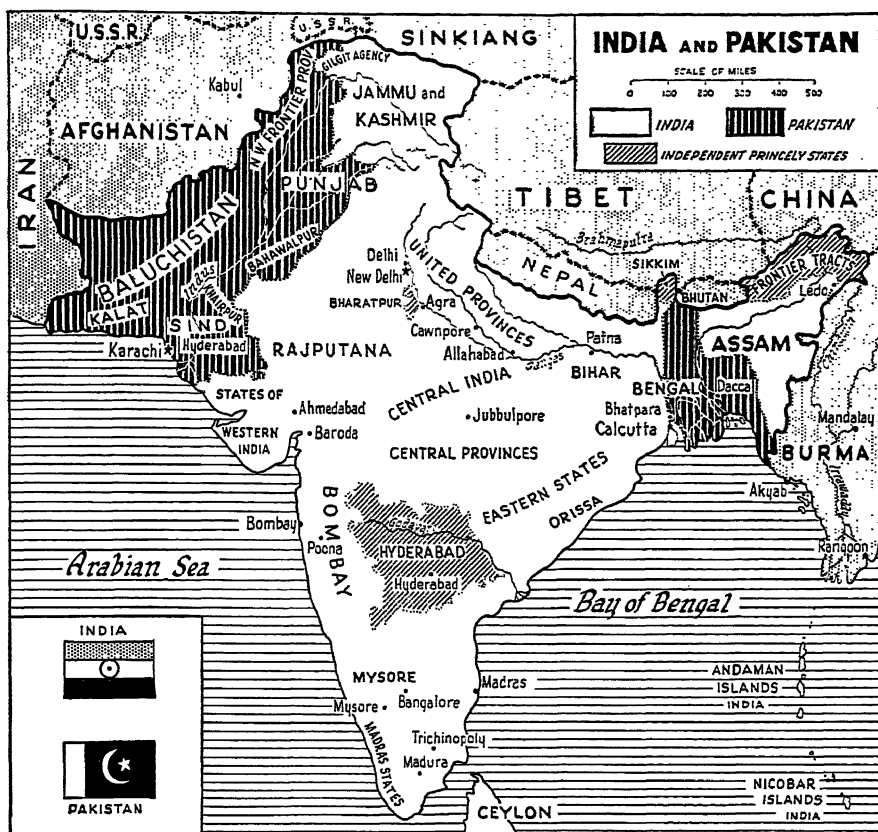 U.S.S.R.
U.S.S.R.
SINKIANG
INDIA AND PAKISTAN
SCALE OF MILES
0 50 100 200 300 400 500
INDIA
PAKISTAN
INDEPENDENT PRINCELY STATES
GILGIT AGENCY
Kabul
N.W. FRONTIER PROV.
JAMMU and
KASHMIR
AFGHANISTAN
IRAN
PUNJAB
TIBET
CHINA
BALUCHISTAN
BAHAWALPUR
Indus
KHAIRPUR
KALAT
SIND
Karachi
Hyderabad
Delhi
New Delhi
BHARATPUR
Agra
UNITED PROVINCES
Cawnpore
Allahabad
Ganges
NEPAL
Brahmaputra
SIKKIM
BHUTAN
FRONTIER TRACTS
Ledo
Patna
BIHAR
ASSAM
RAJPUTANA
CENTRAL INDIA
BENGAL
Dacca
Bhatpara
Calcutta
STATES OF
WESTERN
INDIA
Ahmedabad
Baroda
Jubbulpore
CENTRAL PROVINCES
Mandalay
BURMA
Irrawaddy
Akyab
Rangoon
EASTERN STATES
ORISSA
BOMBAY
Bombay
Poona
HYDERABAD
Hyderabad
Arabian Sea
Bay of Bengal
INDIA
PAKISTAN
MYSORE
Mysore
Bangalore
Madras
MADRAS STATES
Trichinopoly
Madura
CEYLON
ANDAMAN
ISLANDS
INDIA
NICOBAR
ISLANDS
INDIA